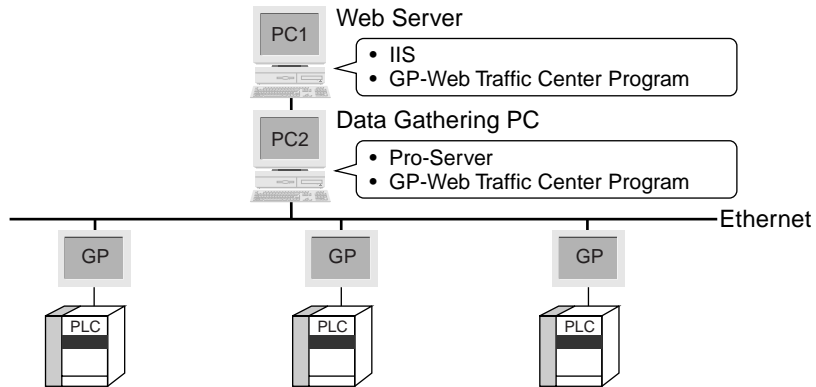 PC1
Web Server
• IIS
• GP-Web Traffic Center Program
PC2
Data Gathering PC
• Pro-Server
• GP-Web Traffic Center Program
Ethernet
GP GP GP
PLC PLC PLC